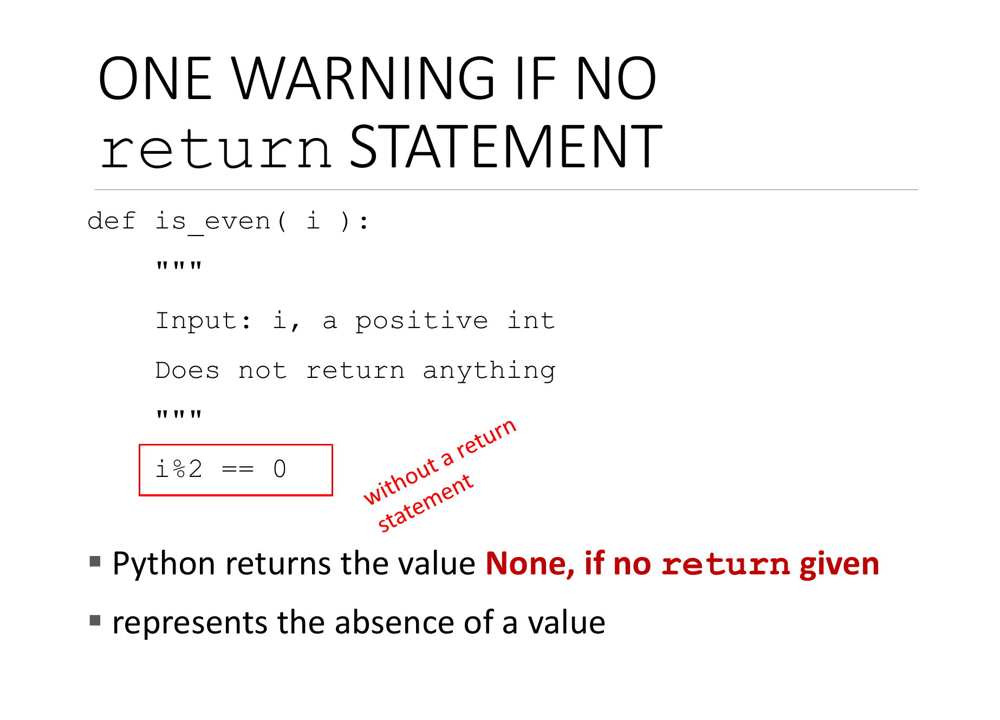 ONE WARNING IF NO
return STATEMENT
def is_even( i ):
    """
    Input: i, a positive int
    Does not return anything
    """
    i%2 == 0
without a return
statement
▪ Python returns the value None, if no return given
▪ represents the absence of a value